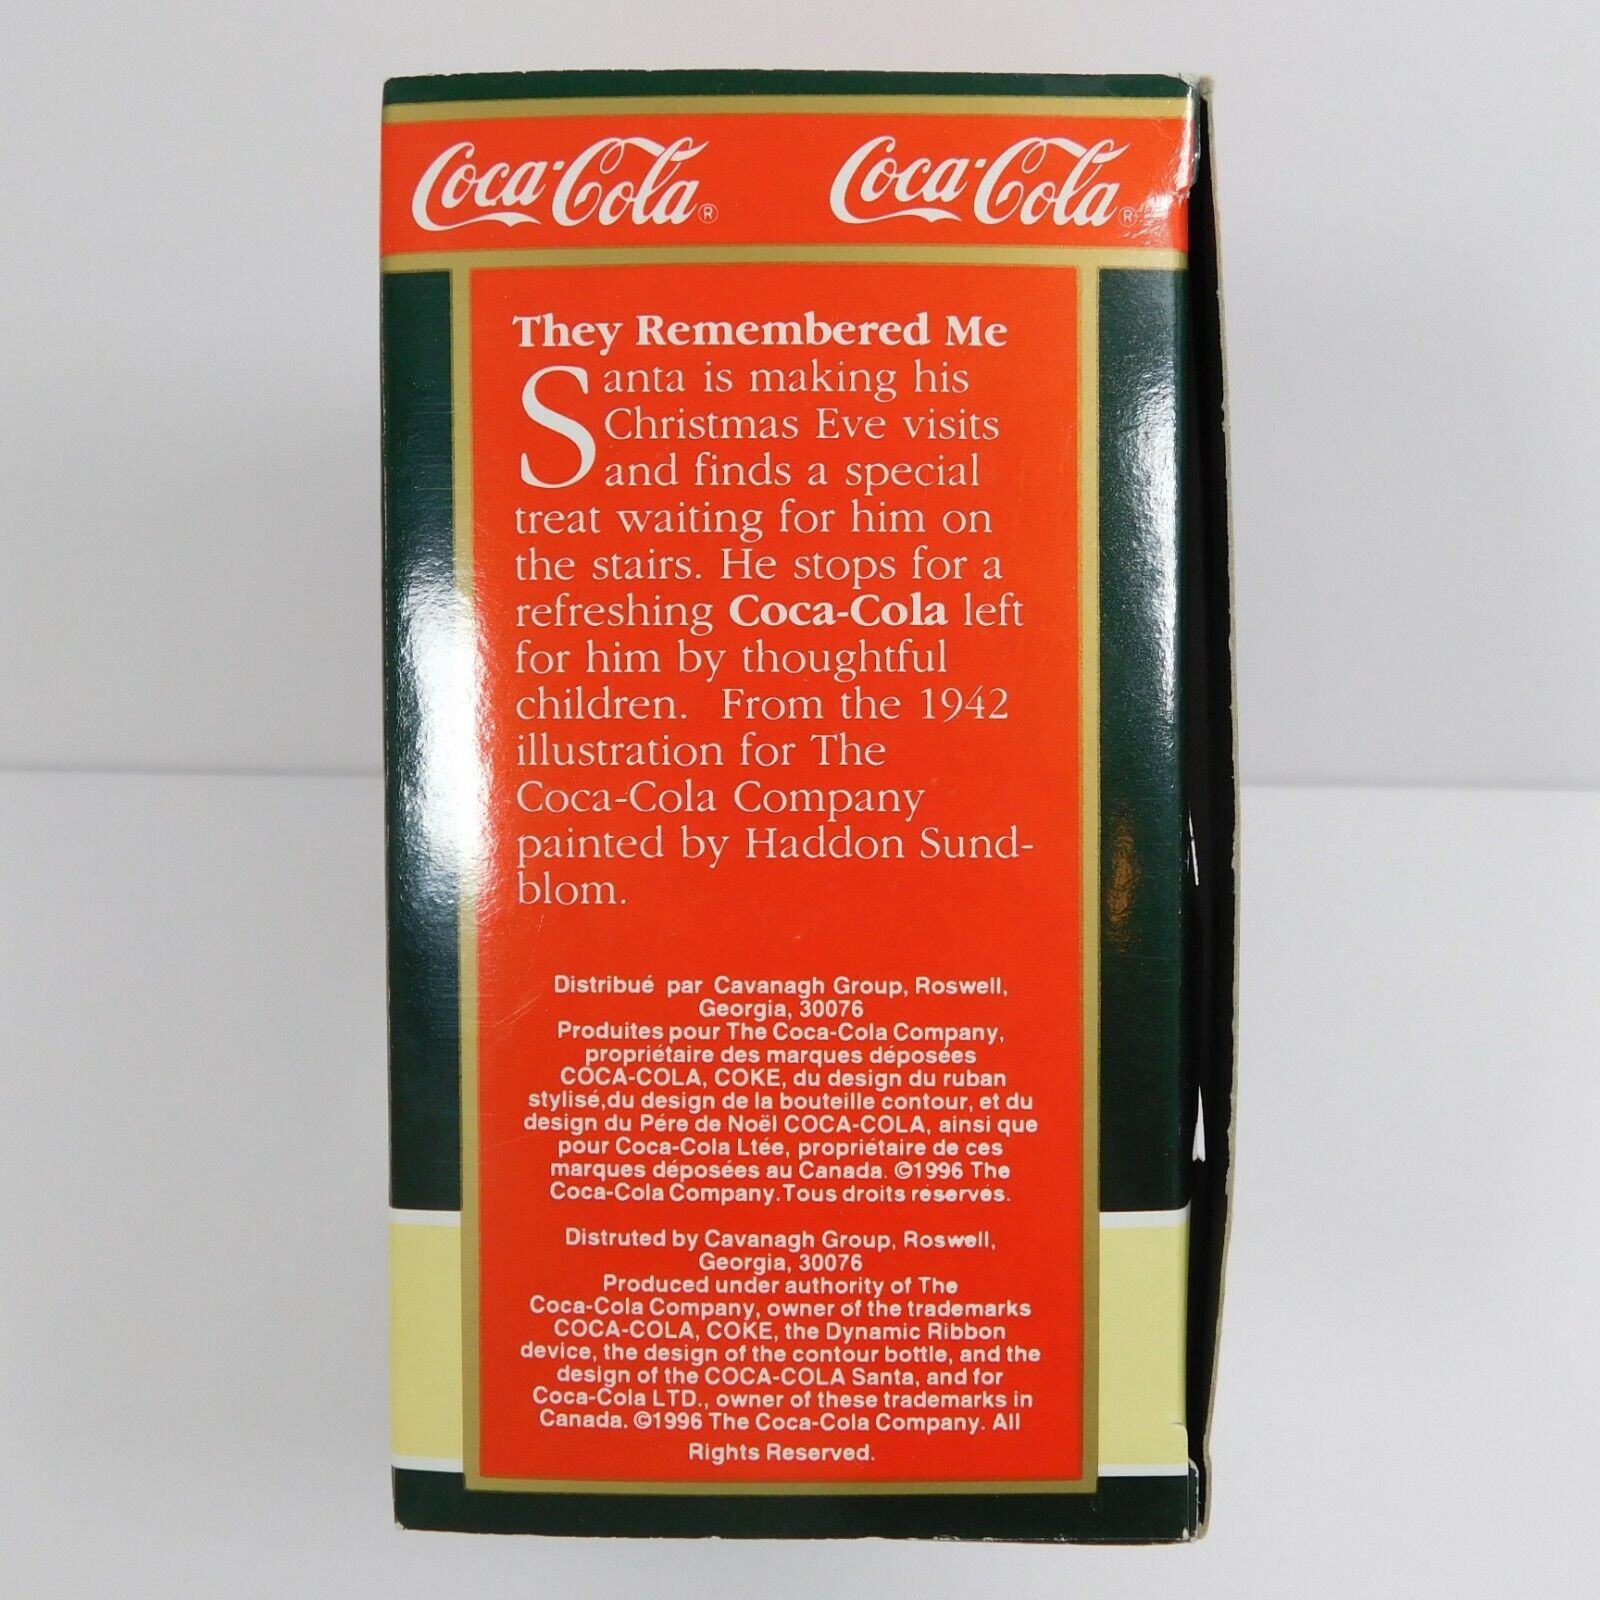 Coca-Cola® Coca-Cola®
They Remembered Me
Santa is making his
Christmas Eve visits
and finds a special
treat waiting for him on
the stairs. He stops for a
refreshing Coca-Cola left
for him by thoughtful
children. From the 1942
illustration for The
Coca-Cola Company
painted by Haddon Sund-
blom.
Distribué par Cavanagh Group, Roswell,
Georgia, 30076
Produites pour The Coca-Cola Company,
propriétaire des marques déposées
COCA-COLA, COKE, du design du ruban
stylisé,du design de la bouteille contour, et du
design du Pére de Noël COCA-COLA, ainsi que
pour Coca-Cola Ltée, propriétaire de ces
marques déposées au Canada. ©1996 The
Coca-Cola Company.Tous droits réservés.
Distruted by Cavanagh Group, Roswell,
Georgia, 30076
Produced under authority of The
Coca-Cola Company, owner of the trademarks
COCA-COLA, COKE, the Dynamic Ribbon
device, the design of the contour bottle, and the
design of the COCA-COLA Santa, and for
Coca-Cola LTD., owner of these trademarks in
Canada. ©1996 The Coca-Cola Company. All
Rights Reserved.